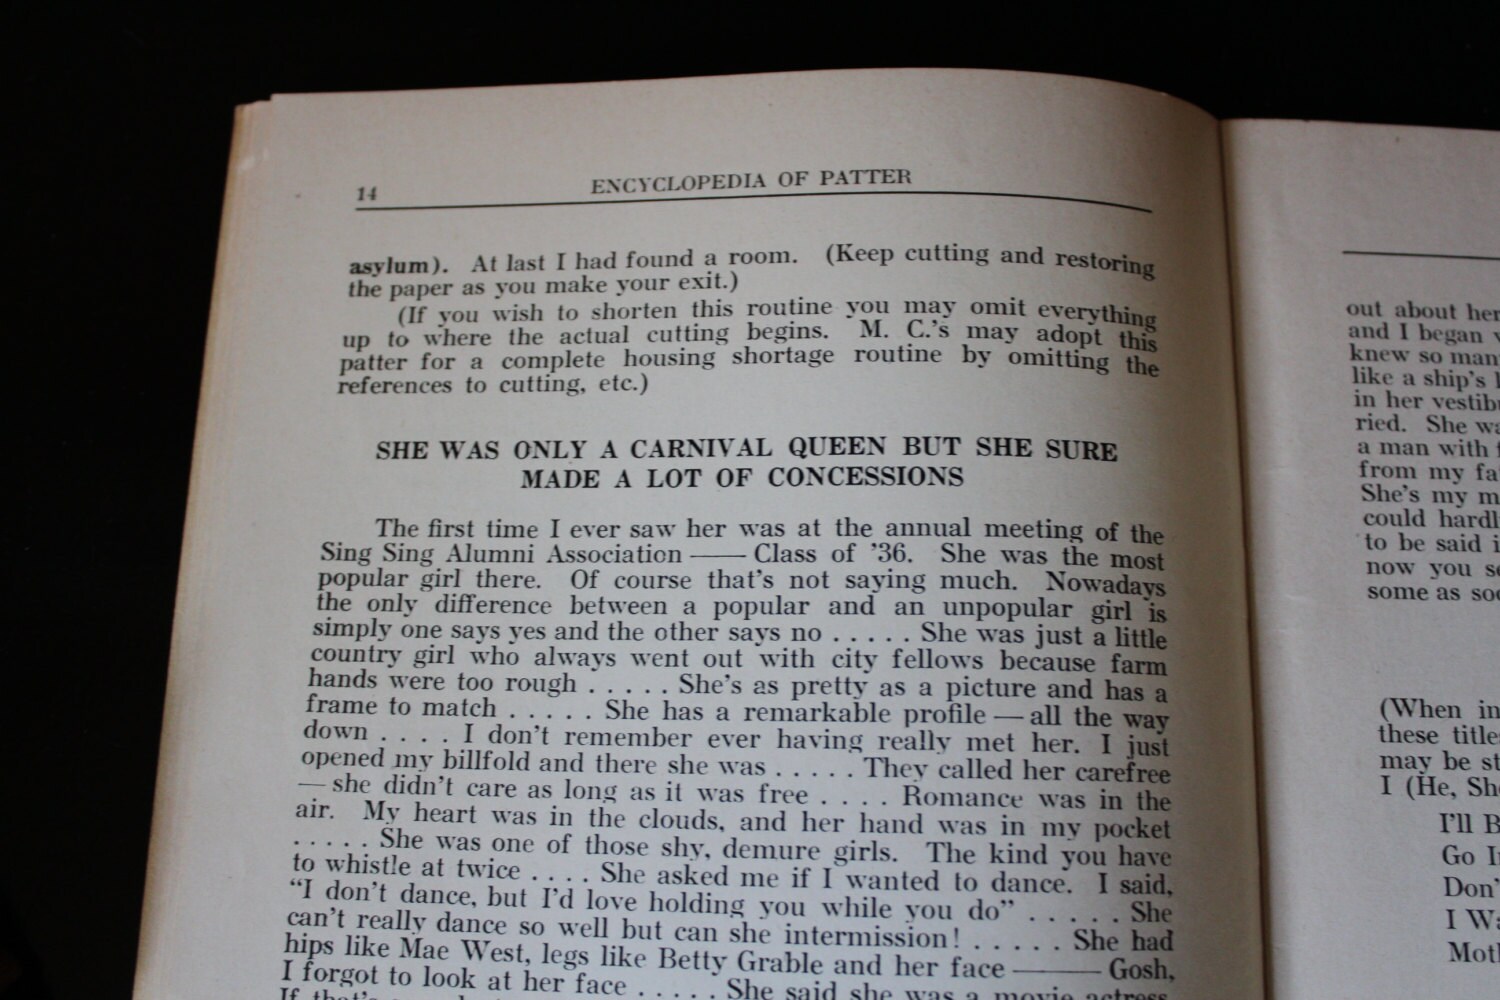 14
ENCYCLOPEDIA OF PATTER
asylum). At last I had found a room. (Keep cutting and restoring
the paper as you make your exit.)
(If you wish to shorten this routine you may omit everything
up to where the actual cutting begins. M. C.'s may adopt this
patter for a complete housing shortage routine by omitting the
references to cutting, etc.)
SHE WAS ONLY A CARNIVAL QUEEN BUT SHE SURE
MADE A LOT OF CONCESSIONS
The first time I ever saw her was at the annual meeting of the
Sing Sing Alumni Association —— Class of '36. She was the most
popular girl there. Of course that's not saying much. Nowadays
the only difference between a popular and an unpopular girl is
simply one says yes and the other says no . . . . . She was just a little
country girl who always went out with city fellows because farm
hands were too rough . . . . . She's as pretty as a picture and has a
frame to match . . . . . She has a remarkable profile — all the way
down . . . . I don't remember ever having really met her. I just
opened my billfold and there she was . . . . . They called her carefree
— she didn't care as long as it was free . . . . Romance was in the
air. My heart was in the clouds, and her hand was in my pocket
. . . . . She was one of those shy, demure girls. The kind you have
to whistle at twice . . . . She asked me if I wanted to dance. I said,
"I don't dance, but I'd love holding you while you do" . . . . . She
can't really dance so well but can she intermission! . . . . . She had
hips like Mae West, legs like Betty Grable and her face ——— Gosh,
I forgot to look at her face . . . . . She said she was a movie actress.
If that's
out about her
and I began
knew so man
like a ship's
in her vestib
ried. She wa
a man with
from my fa
She's my m
could hardl
to be said i
now you s
some as soo
(When in
these title
may be st
I (He, She
I'll B
Go I
Don'
I Wa
Moth